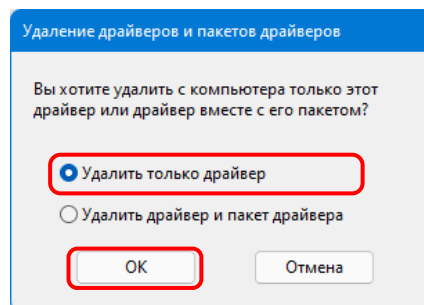 Удаление драйверов и пакетов драйверов
Вы хотите удалить с компьютера только этот
драйвер или драйвер вместе с его пакетом?
Удалить только драйвер
Удалить драйвер и пакет драйвера
ОК
Отмена